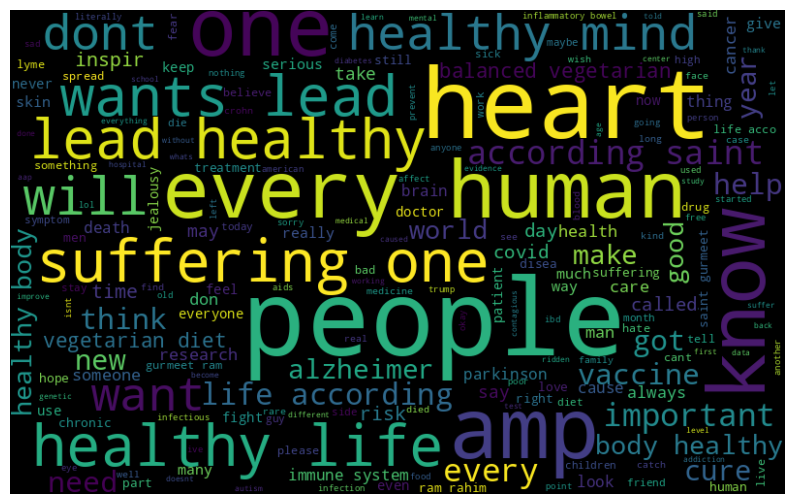 dont one healthy mind
literally
fear
come
learn mental
inflammatory bowel
told said
sad
inspir
serious
still
maybe
sick
cancer
give
lyme
spread
keep
take
balanced vegetarian
year
center thank
never
skin
believe
crohn
wants lead
heart
diabetes
school nothing
prevent
wish
high
face
let
work
now
thing
person
everything
die
without
age
going
long
life acco
case
lead healthy
according saint
done
hospital
whats
anyone
something
treatment
american
evidence
used
study
started
aap
affect
brain
doctor
drug
free
help
will
every human
jealousy
symptom
lol
left
death
men
may
today
sorry
medical
really
world
day
health
see
kind
blood
good
know
healthy body
suffering one
caused
covid
make
disea
much
suffering
saint gurmeet
stay
time
find
bad
aids
working
feel
don
old
medicine
trump
people
patient
way
care
called
month
suffer
improve
isnt
think
everyone
real
okay
contagious
ibd
man
hate
tell
back
vegetarian diet
got
new
research
gurmeet ram
alzheimer
parkinson
ridden
family
cant
first
data
another
someone
become
vaccine
hope
want
life according
say
love
cause
always
genetic
use
poor
right
diet
chronic
infectious
fight
rare
different
side
risk
died
test
important
guy
amp
healthy life
please
body healthy
level
eye
many
well
immune system
every
children
catch
addiction
cure
need
part
doesnt
live
autism
even
food
infection
ram rahim
look
point
friend
human